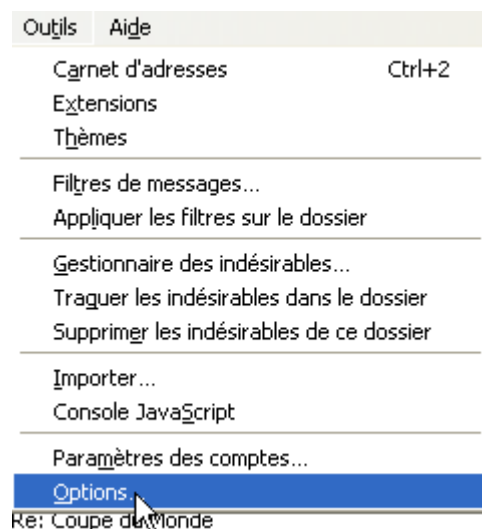 Outils Aide
Carnet d'adresses Ctrl+2
Extensions
Thèmes
Filtres de messages...
Appliquer les filtres sur le dossier
Gestionnaire des indésirables...
Traquer les indésirables dans le dossier
Supprimer les indésirables de ce dossier
Importer...
Console JavaScript
Paramètres des comptes...
Options...
Re: Coupe du Monde